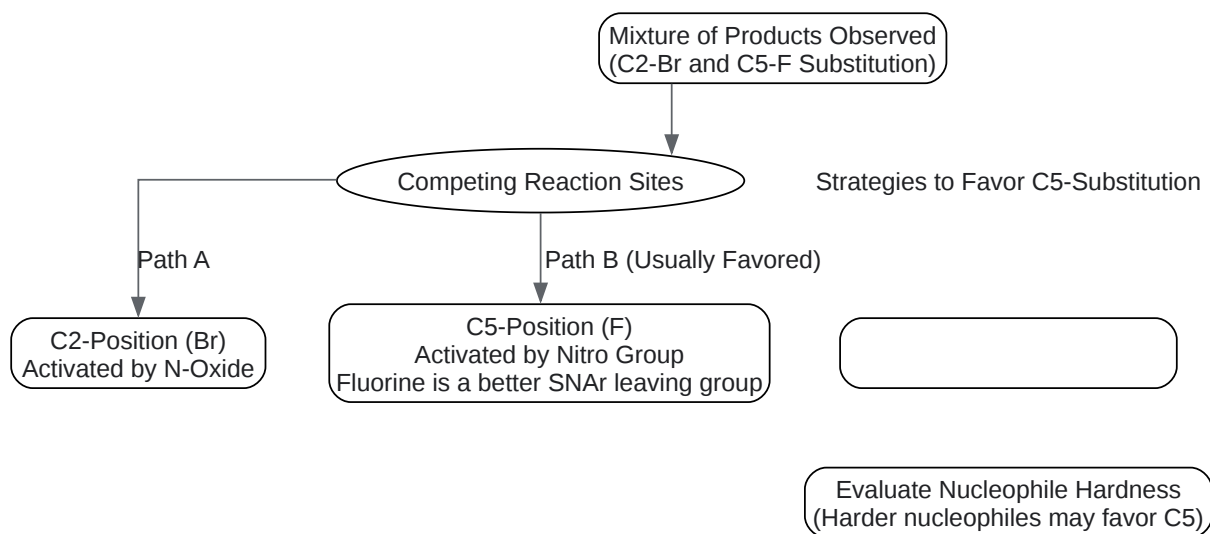 Mixture of Products Observed
(C2-Br and C5-F Substitution)
Competing Reaction Sites
Strategies to Favor C5-Substitution
Path A
Path B (Usually Favored)
C2-Position (Br)
Activated by N-Oxide
C5-Position (F)
Activated by Nitro Group
Fluorine is a better SNAr leaving group
Evaluate Nucleophile Hardness
(Harder nucleophiles may favor C5)